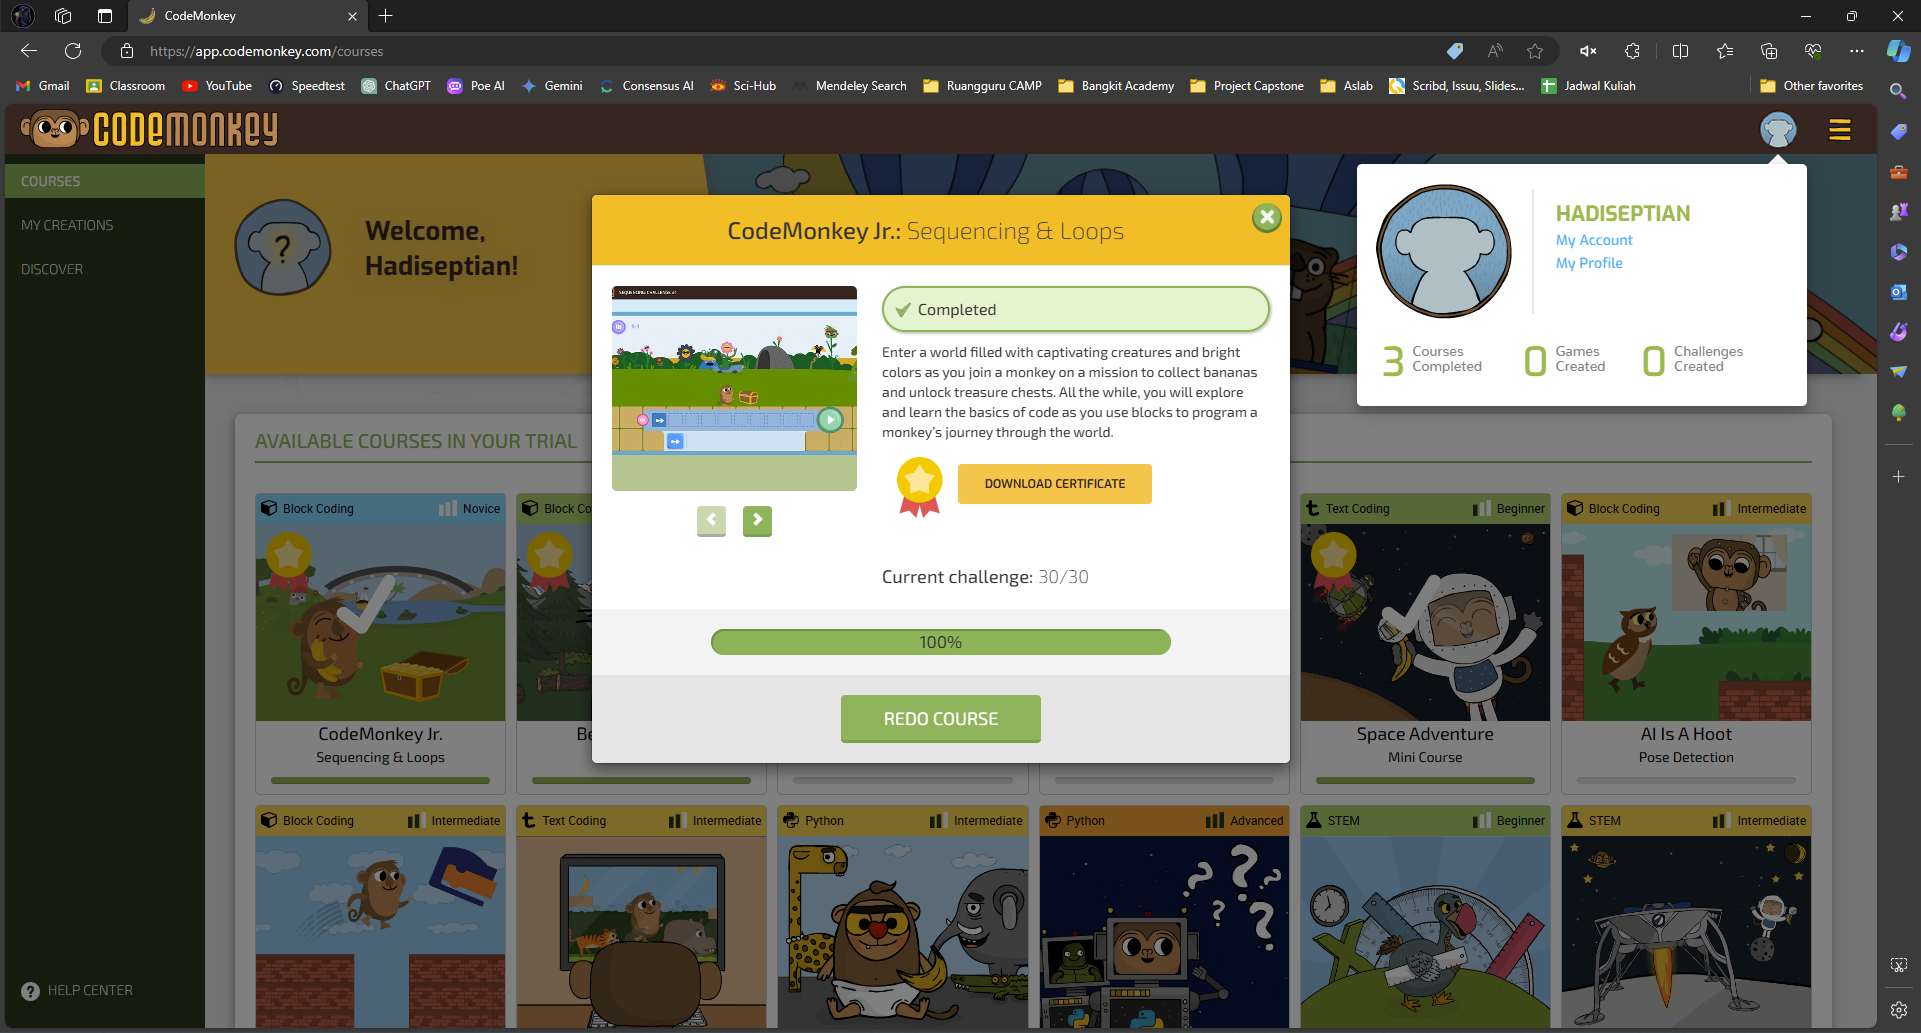 CodeMonkey
https://app.codemonkey.com/courses
Gmail
Classroom
YouTube
Speedtest
ChatGPT
Poe AI
Gemini
Consensus AI
Sci-Hub
Mendeley Search
Ruangguru CAMP
Bangkit Academy
Project Capstone
Aslab
Scribd, Issuu, Slides...
Jadwal Kuliah
Other favorites
CODEMONKEY
COURSES
MY CREATIONS
DISCOVER
HELP CENTER
Welcome,
Hadiseptian!
HADISEPTIAN
My Account
My Profile
3 Courses
Completed
0 Games
Created
0 Challenges
Created
CodeMonkey Jr.: Sequencing & Loops
Completed
Enter a world filled with captivating creatures and bright
colors as you join a monkey on a mission to collect bananas
and unlock treasure chests. All the while, you will explore
and learn the basics of code as you use blocks to program a
monkey's journey through the world.
DOWNLOAD CERTIFICATE
Current challenge: 30/30
100%
REDO COURSE
AVAILABLE COURSES IN YOUR TRIAL
Block Coding
Novice
CodeMonkey Jr.
Sequencing & Loops
Block Co
Be
Text Coding
Beginner
Space Adventure
Mini Course
Block Coding
Intermediate
AI Is A Hoot
Pose Detection
Block Coding
Intermediate
Text Coding
Intermediate
Python
Intermediate
Python
Advanced
STEM
Beginner
STEM
Intermediate